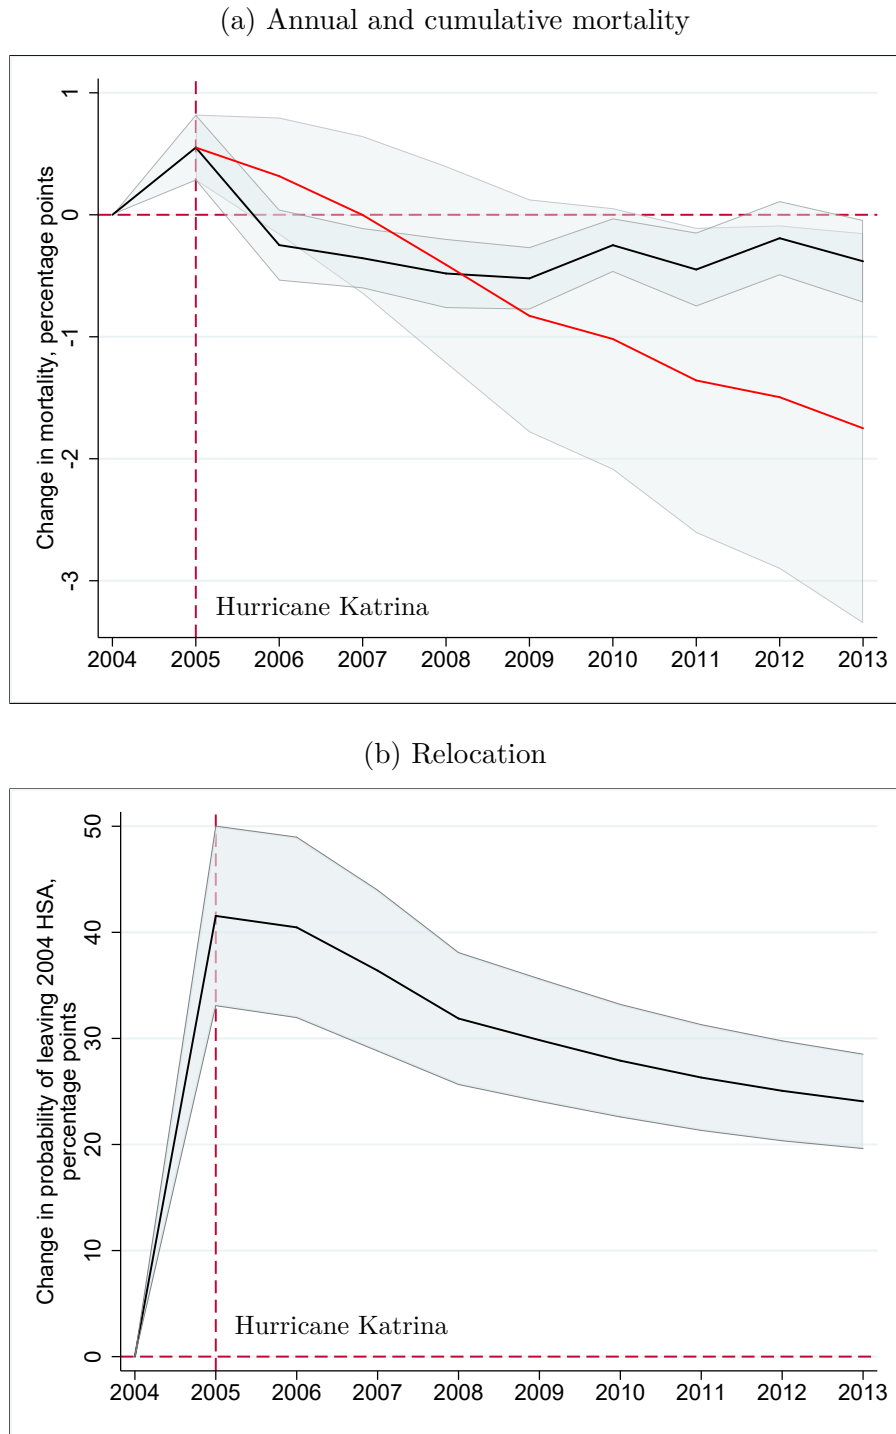 (a) Annual and cumulative mortality
Change in mortality, percentage points
1
0
-1
-2
-3
Hurricane Katrina
2004 2005 2006 2007 2008 2009 2010 2011 2012 2013
(b) Relocation
Change in probability of leaving 2004 HSA,
percentage points
50
40
30
20
10
0
Hurricane Katrina
2004 2005 2006 2007 2008 2009 2010 2011 2012 2013